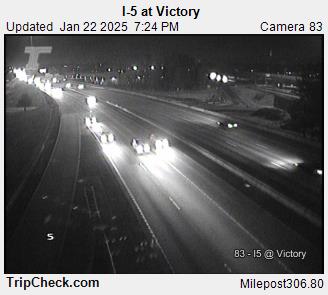 I-5 at Victory
Updated Jan 22 2025 7:24 PM Camera 83
S
83 - I5 @ Victory
TripCheck.com Milepost306.80